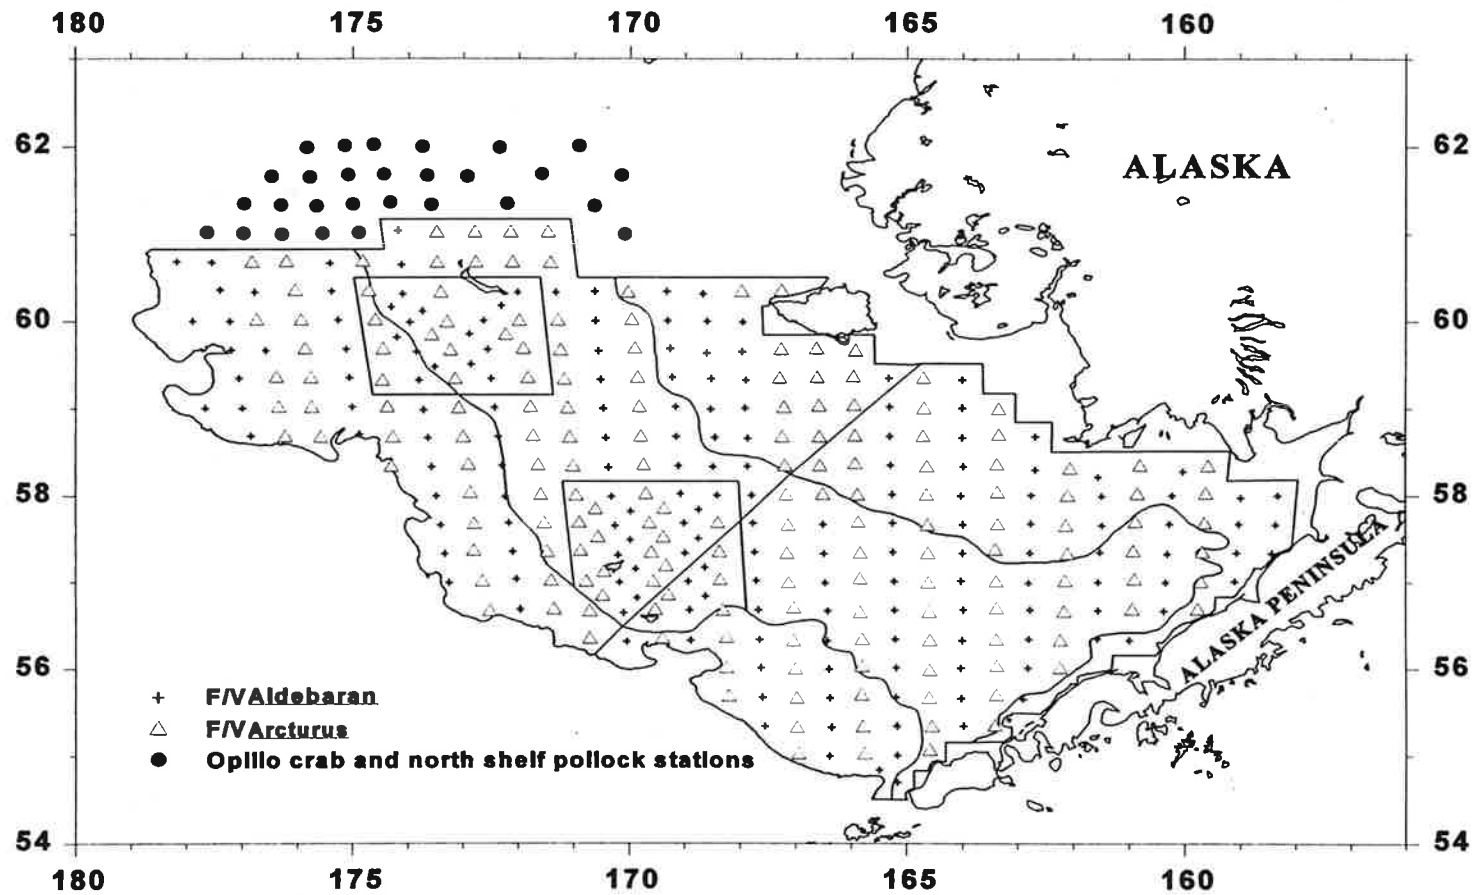 180 175 170 165 160
62 62
ALASKA
60 60
58 58
ALASKA PENINSULA
56 56
+ F/V Aldebaran
△ F/V Arcturus
● Opilio crab and north shelf pollock stations
54 54
180 175 170 165 160